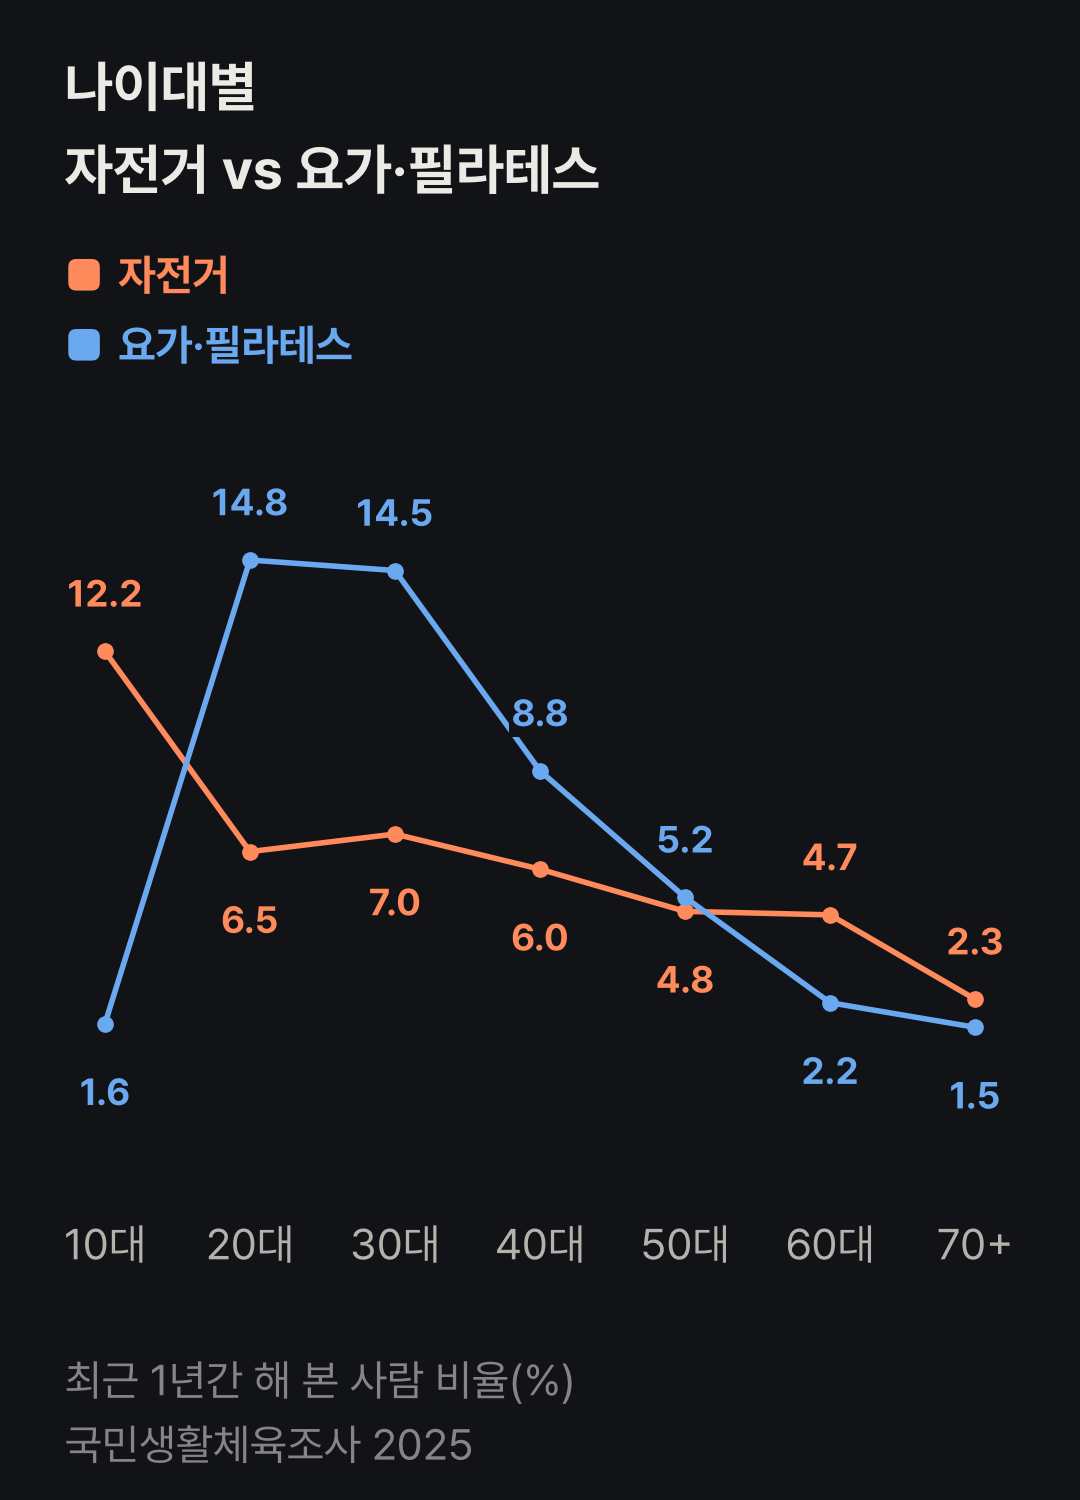 나이대별
자전거 vs 요가·필라테스
자전거
요가·필라테스
14.8
14.5
12.2
8.8
5.2
4.7
6.5
7.0
6.0
4.8
2.3
1.6
2.2
1.5
10대 20대 30대 40대 50대 60대 70+
최근 1년간 해 본 사람 비율(%)
국민생활체육조사 2025